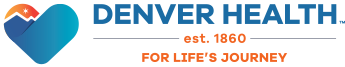 DENVER HEALTH™
est. 1860
FOR LIFE'S JOURNEY